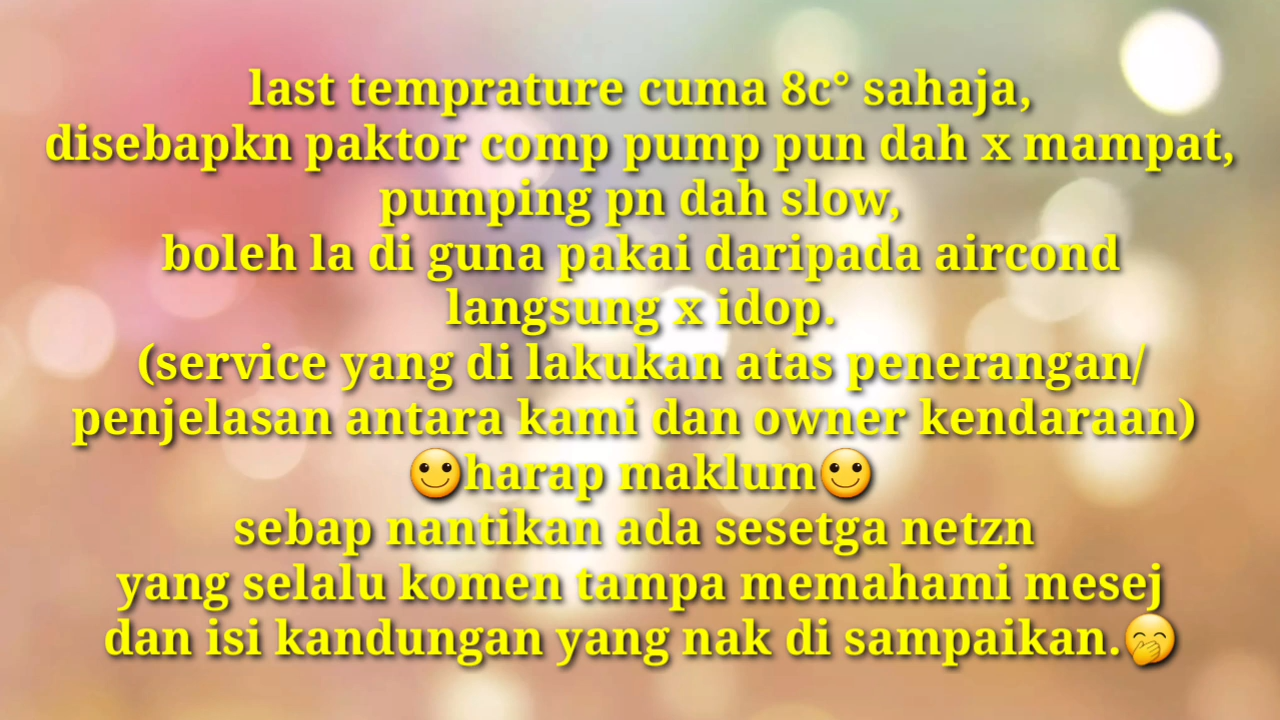 last temprature cuma 8c° sahaja,
disebapkn paktor comp pump pun dah x mampat,
pumping pn dah slow,
boleh la di guna pakai daripada aircond
langsung x idop.
(service yang di lakukan atas penerangan/
penjelasan antara kami dan owner kendaraan)
🙂harap maklum🙂
sebap nantikan ada sesetga netzn
yang selalu komen tampa memahami mesej
dan isi kandungan yang nak di sampaikan.🤭